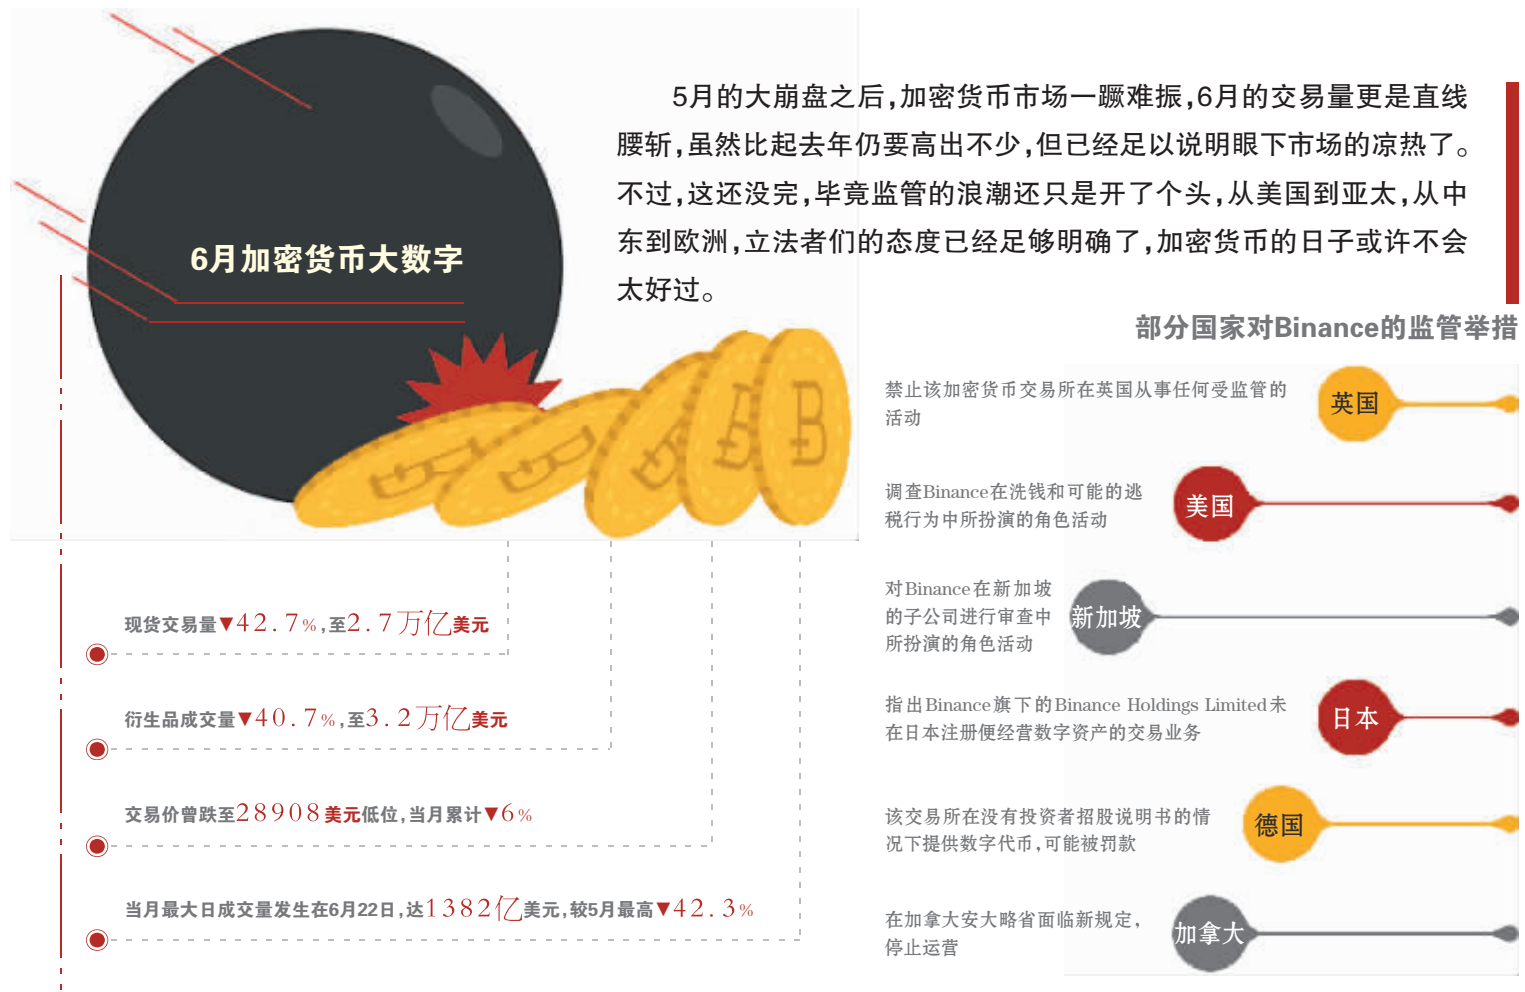 5月的大崩盘之后,加密货币市场一蹶难振,6月的交易量更是直线
腰斩,虽然比起去年仍要高出不少,但已经足以说明眼下市场的凉热了。
不过,这还没完,毕竟监管的浪潮还只是开了个头,从美国到亚太,从中
东到欧洲,立法者们的态度已经足够明确了,加密货币的日子或许不会
太好过。
6月加密货币大数字
现货交易量▼42.7%,至2.7万亿美元
衍生品成交量▼40.7%,至3.2万亿美元
交易价曾跌至28908美元低位,当月累计▼6%
当月最大日成交量发生在6月22日,达1382亿美元,较5月最高▼42.3%
部分国家对Binance的监管举措
禁止该加密货币交易所在英国从事任何受监管的
活动
英国
调查Binance在洗钱和可能的逃
税行为中所扮演的角色活动
美国
对Binance在新加坡
的子公司进行审查中
所扮演的角色活动
新加坡
指出Binance旗下的Binance Holdings Limited未
在日本注册便经营数字资产的交易业务
日本
该交易所在没有投资者招股说明书的情
况下提供数字代币,可能被罚款
德国
在加拿大安大略省面临新规定,
停止运营
加拿大